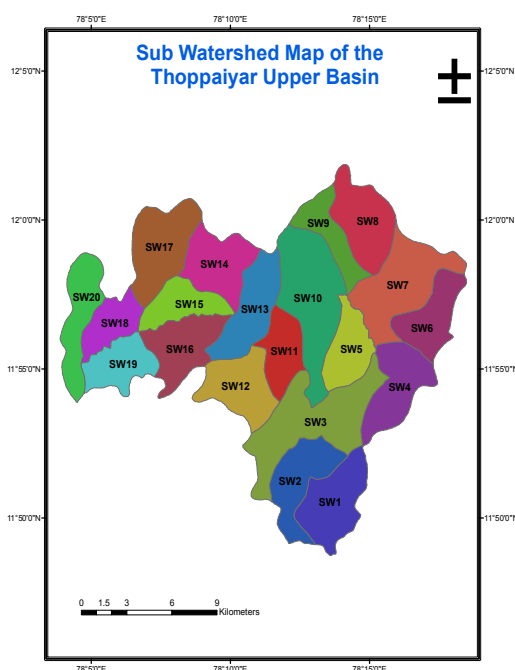 78°5'0"E 78°10'0"E 78°15'0"E
Sub Watershed Map of the
Thoppaiyar Upper Basin
12°5'0"N 12°5'0"N
12°0'0"N 12°0'0"N
SW8
SW9
SW17
SW14
SW7
SW20
SW15
SW10
SW13
SW18
SW6
SW5
SW16
SW11
SW19
11°55'0"N 11°55'0"N
SW12
SW4
SW3
SW2
SW1
11°50'0"N 11°50'0"N
0 1.5 3 6 9
Kilometers
78°5'0"E 78°10'0"E 78°15'0"E